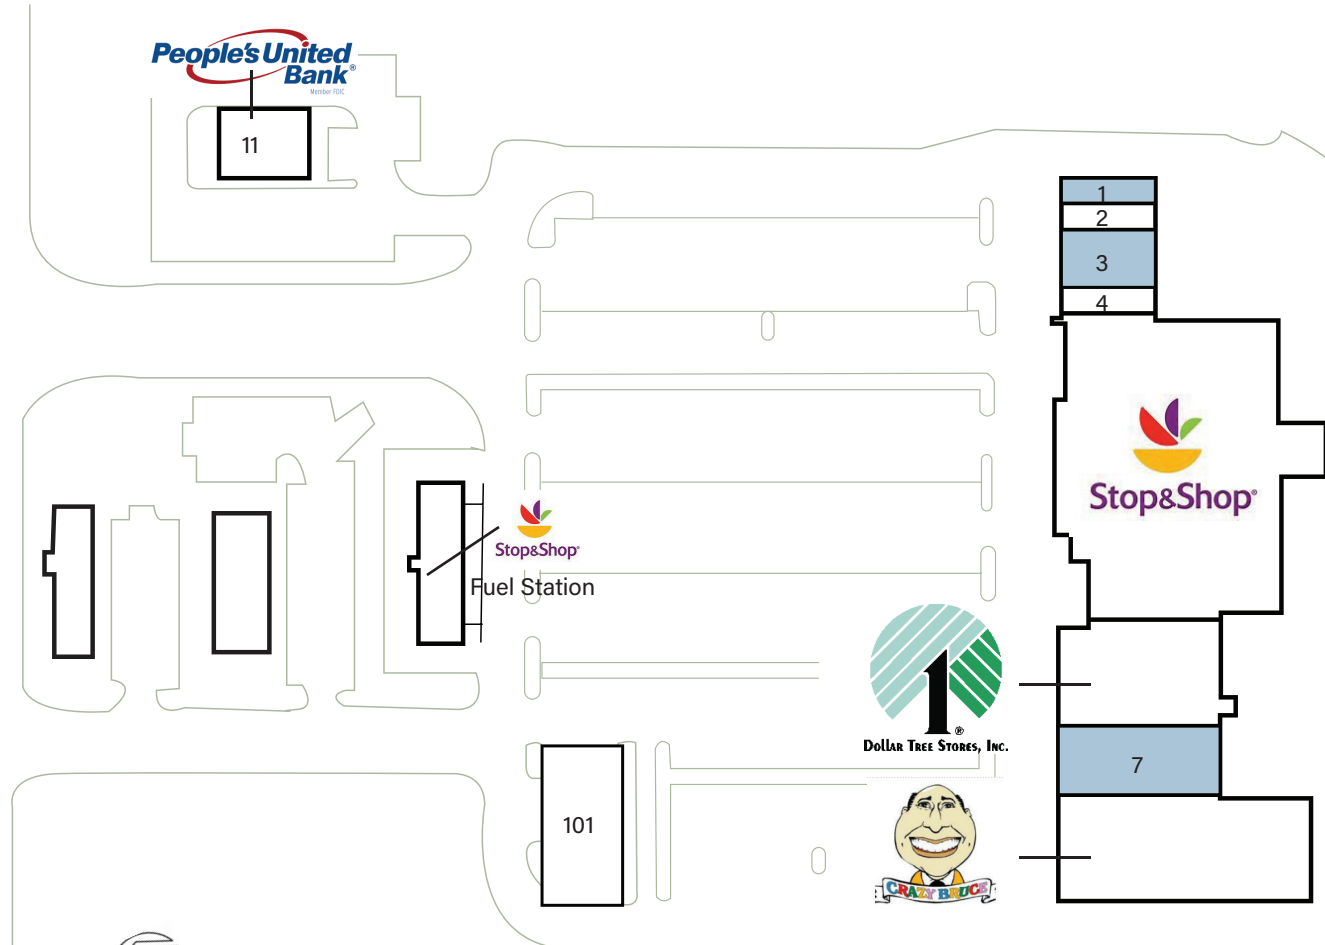 People's United
Bank®
Member FDIC
11
1
2
3
4
Stop&Shop®
Stop&Shop®
Fuel Station
1®
Dollar Tree Stores, Inc.
7
101
CRAZY BRUCE